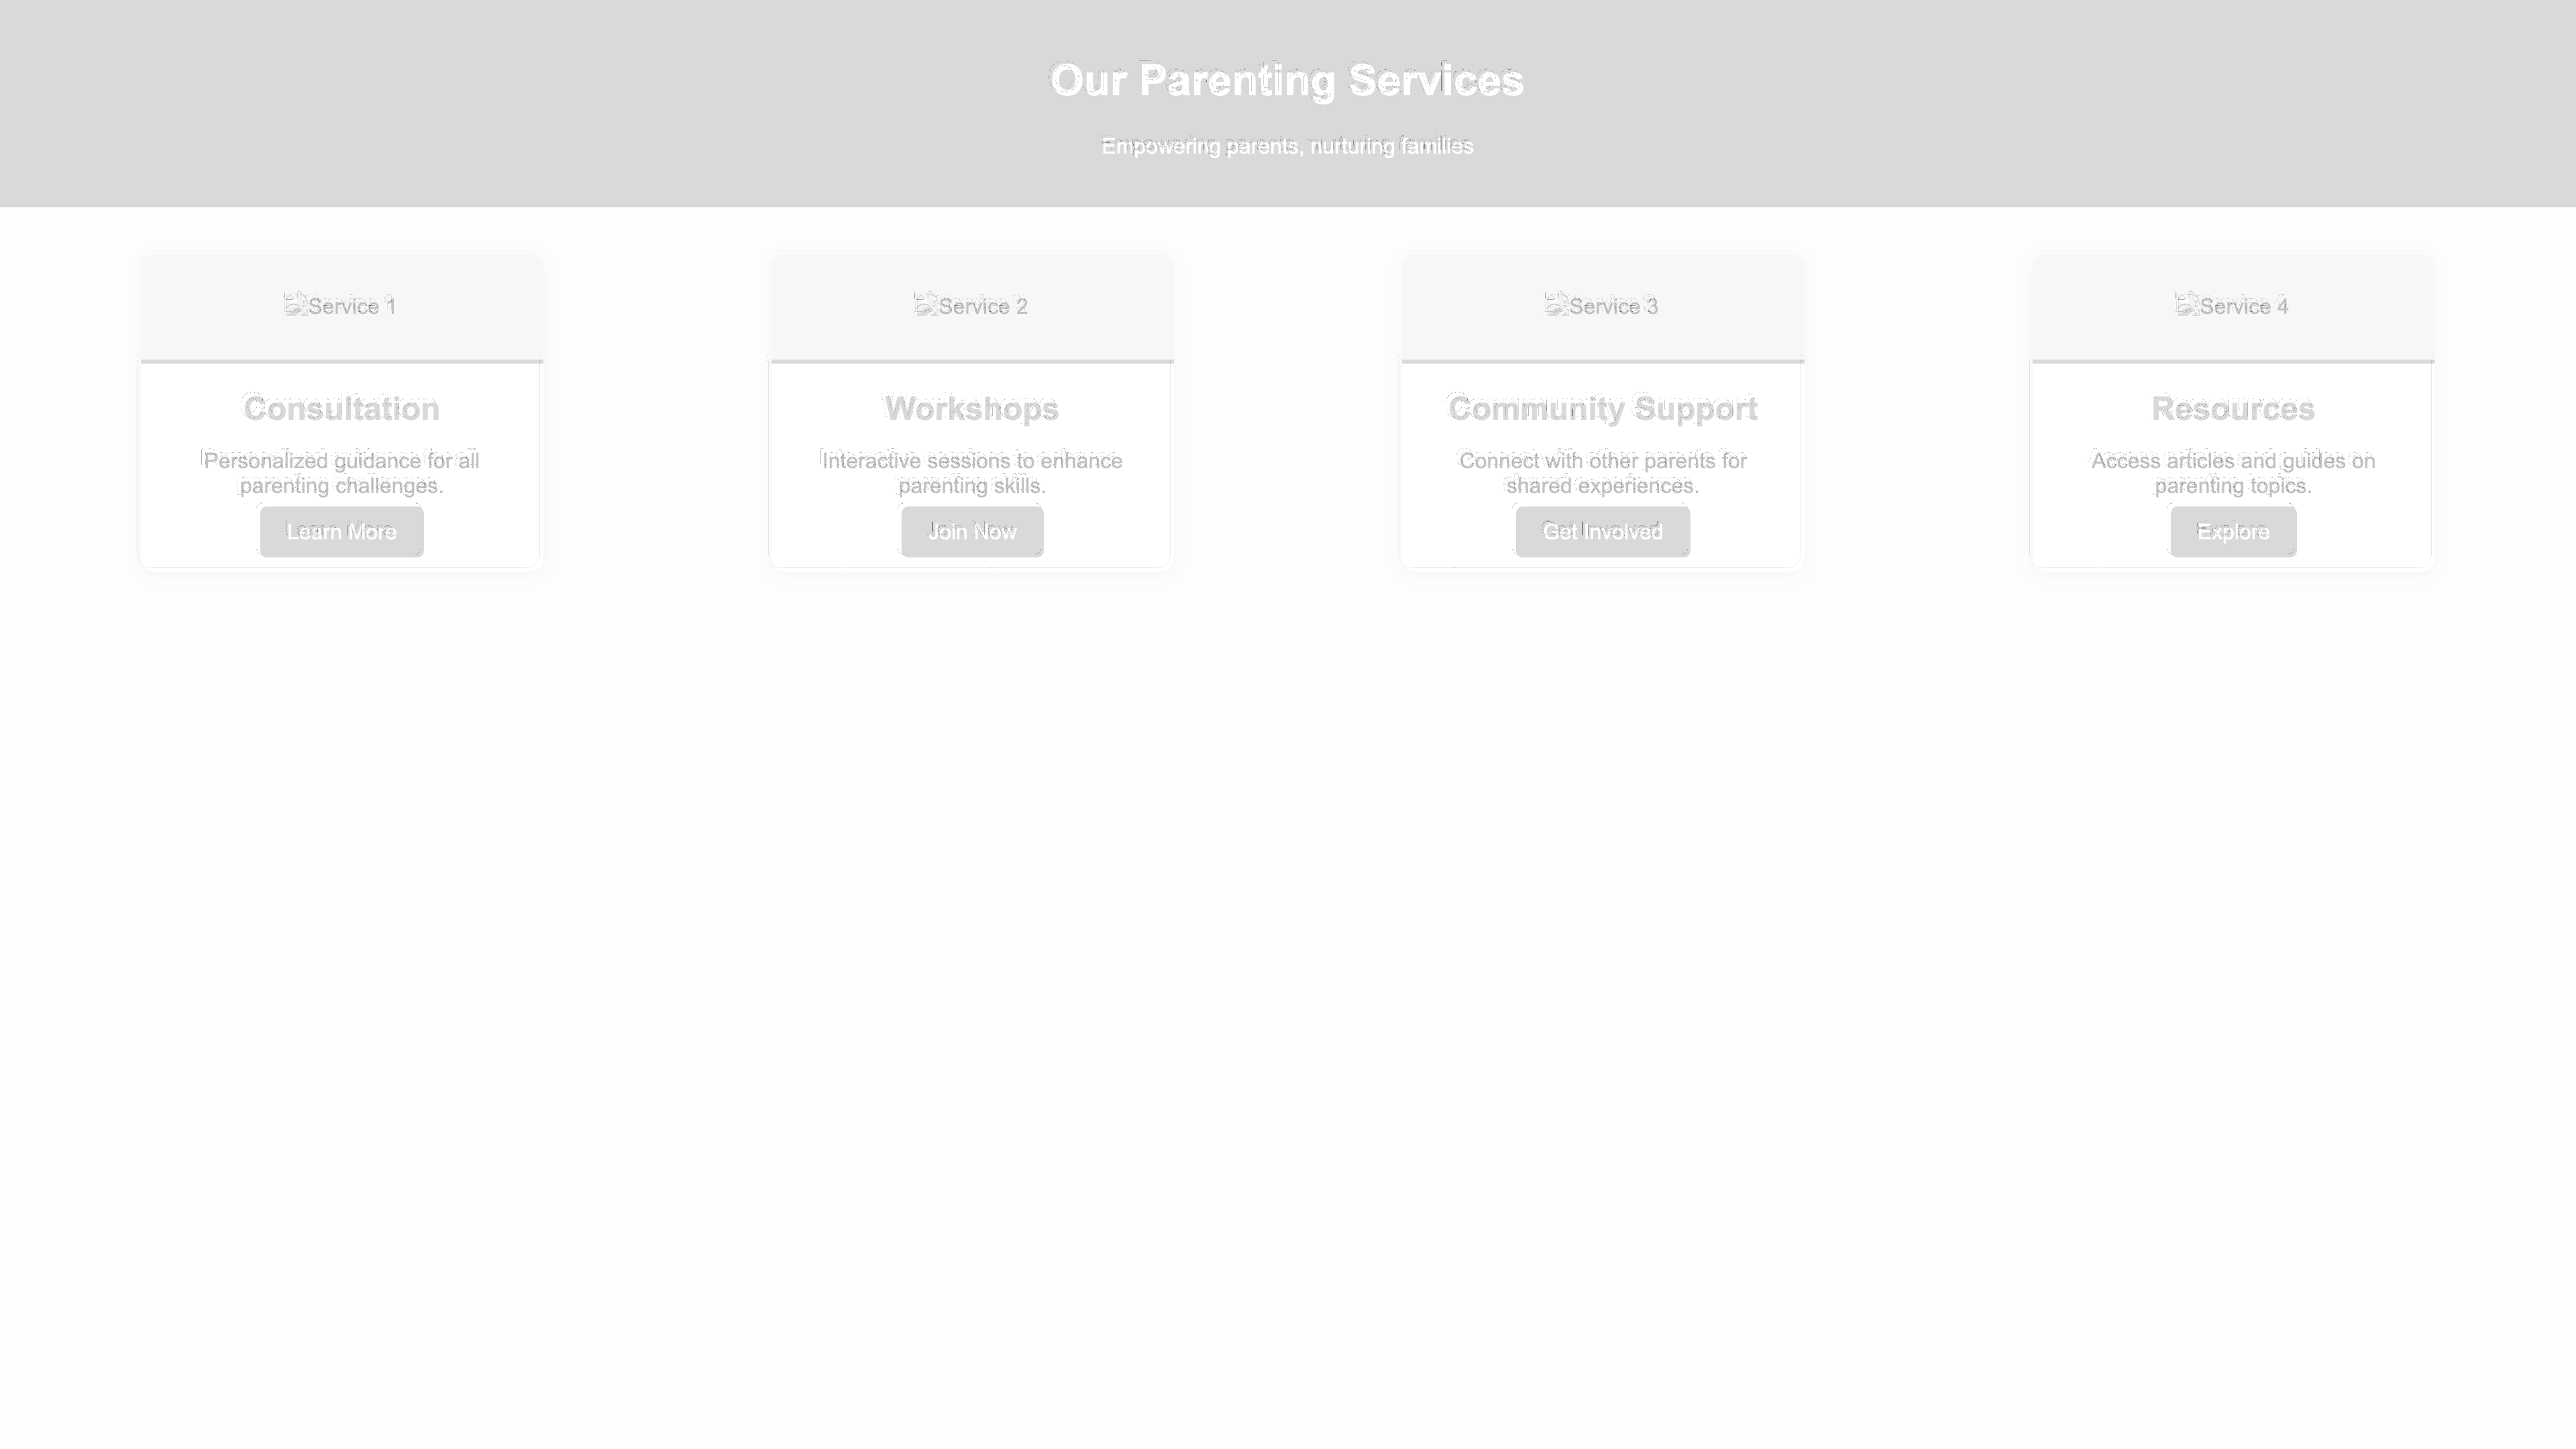 Our Parenting Services
Empowering parents, nurturing families
Service 1
Consultation
Personalized guidance for all
parenting challenges.
Learn More
Service 2
Workshops
Interactive sessions to enhance
parenting skills.
Join Now
Service 3
Community Support
Connect with other parents for
shared experiences.
Get Involved
Service 4
Resources
Access articles and guides on
parenting topics.
Explore